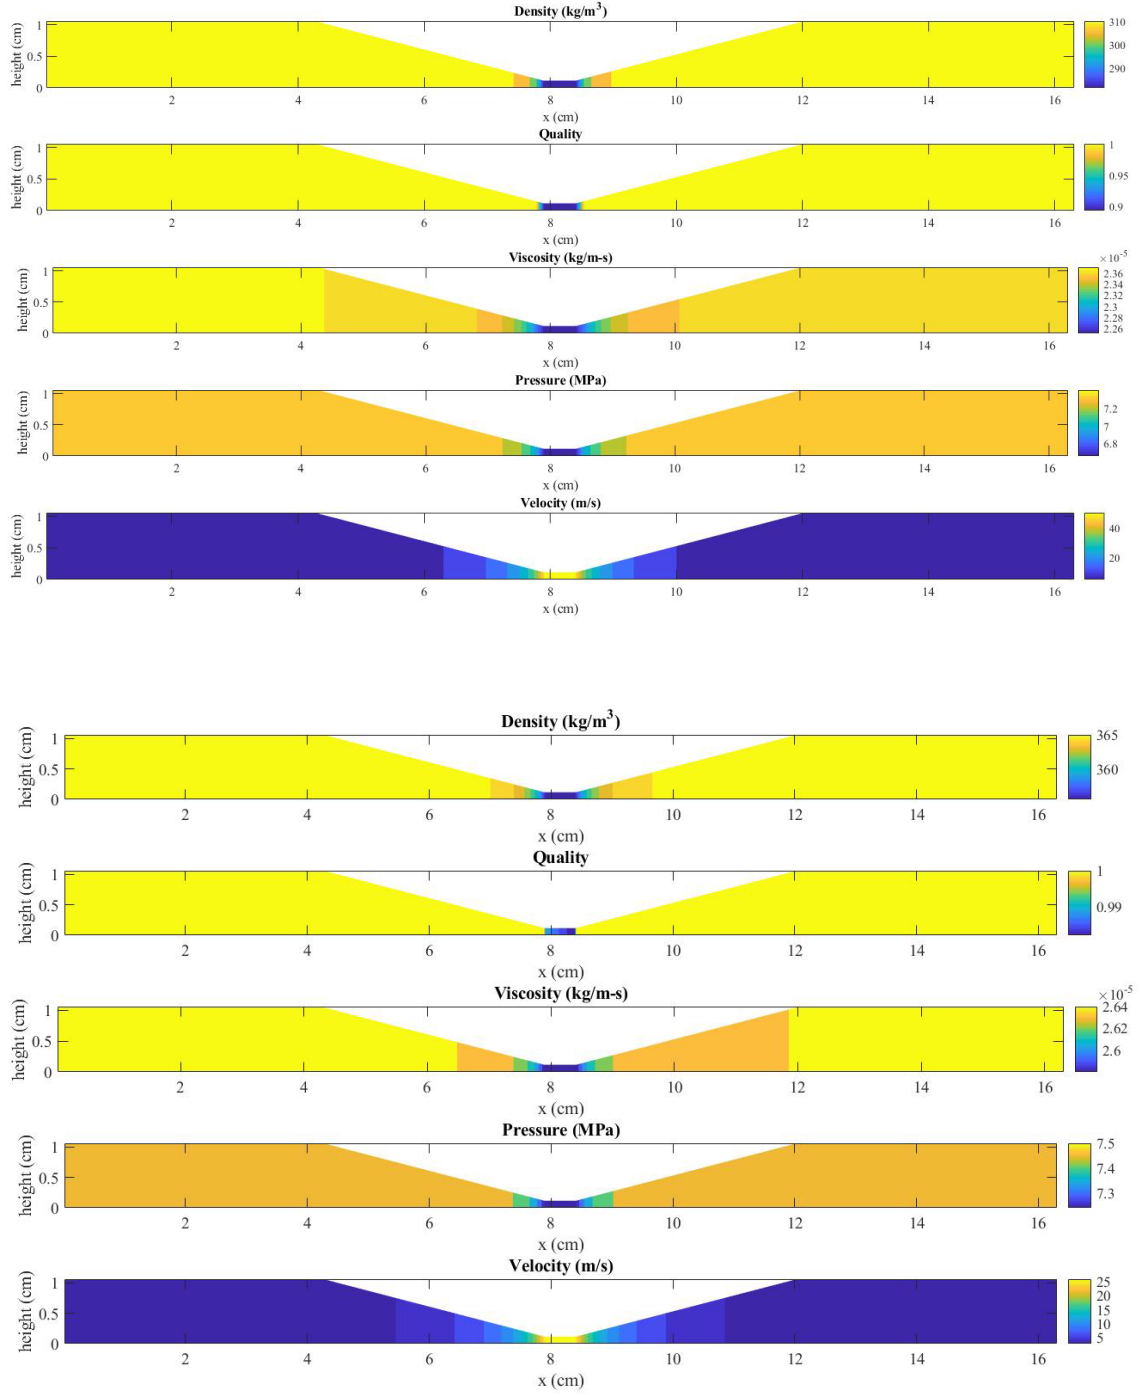 Density (kg/m³)
height (cm)
1
0.5
0
2 4 6 8 10 12 14 16
x (cm)
310
300
290
Quality
height (cm)
1
0.5
0
2 4 6 8 10 12 14 16
x (cm)
1
0.95
0.9
Viscosity (kg/m-s)
height (cm)
1
0.5
0
2 4 6 8 10 12 14 16
x (cm)
×10⁻⁵
2.36
2.34
2.32
2.3
2.28
2.26
Pressure (MPa)
height (cm)
1
0.5
0
2 4 6 8 10 12 14 16
x (cm)
7.2
7
6.8
Velocity (m/s)
height (cm)
1
0.5
0
2 4 6 8 10 12 14 16
x (cm)
40
20
Density (kg/m³)
height (cm)
1
0.5
0
2 4 6 8 10 12 14 16
x (cm)
365
360
Quality
height (cm)
1
0.5
0
2 4 6 8 10 12 14 16
x (cm)
1
0.99
Viscosity (kg/m-s)
height (cm)
1
0.5
0
2 4 6 8 10 12 14 16
x (cm)
×10⁻⁵
2.64
2.62
2.6
Pressure (MPa)
height (cm)
1
0.5
0
2 4 6 8 10 12 14 16
x (cm)
7.5
7.4
7.3
Velocity (m/s)
height (cm)
1
0.5
0
2 4 6 8 10 12 14 16
x (cm)
25
20
15
10
5